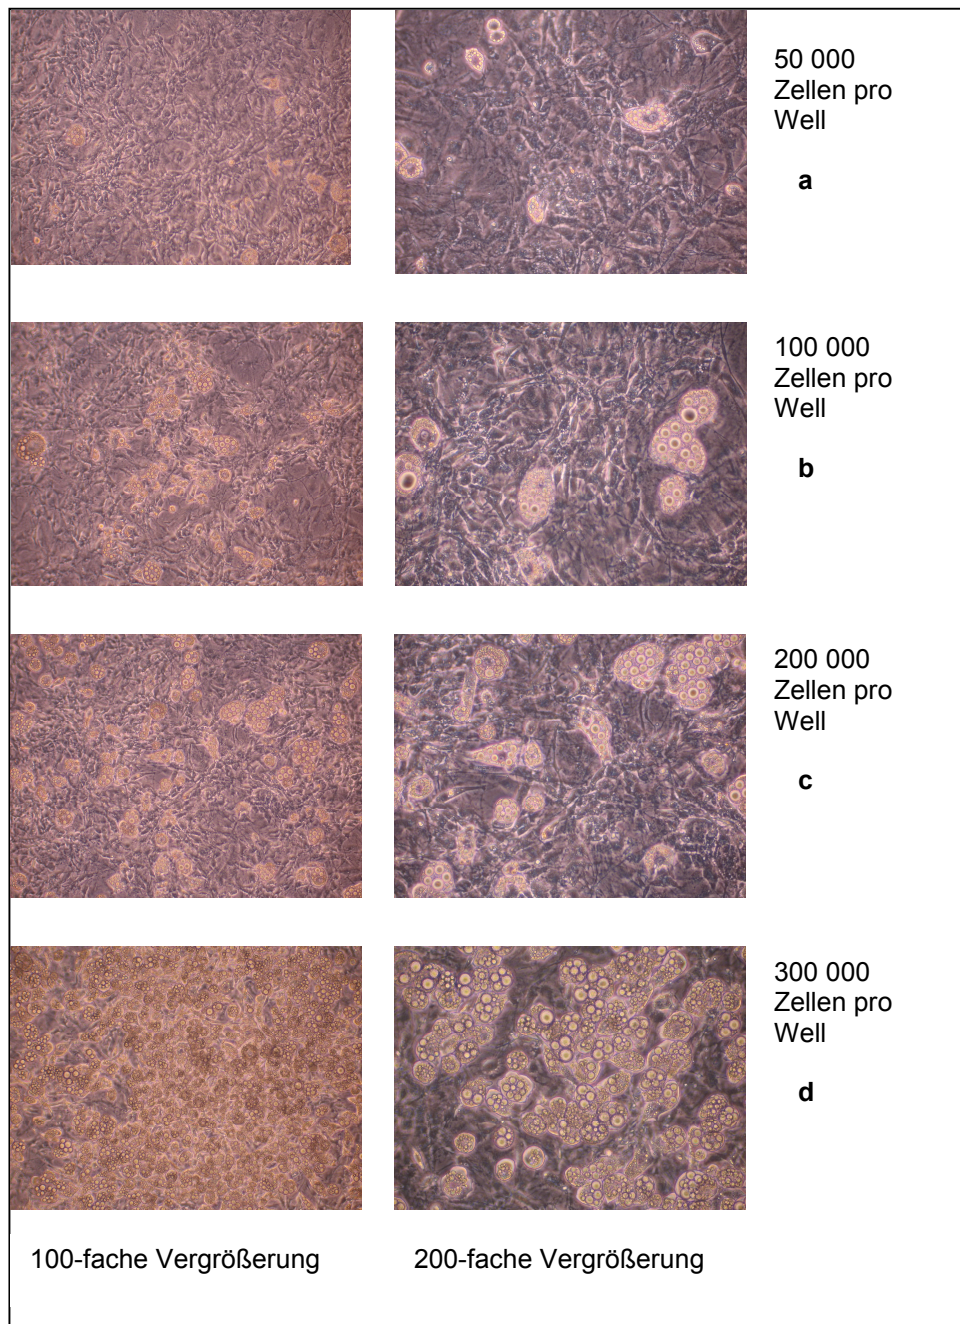 50 000
Zellen pro
Well
a
100 000
Zellen pro
Well
b
200 000
Zellen pro
Well
c
300 000
Zellen pro
Well
d
100-fache Vergrößerung
200-fache Vergrößerung